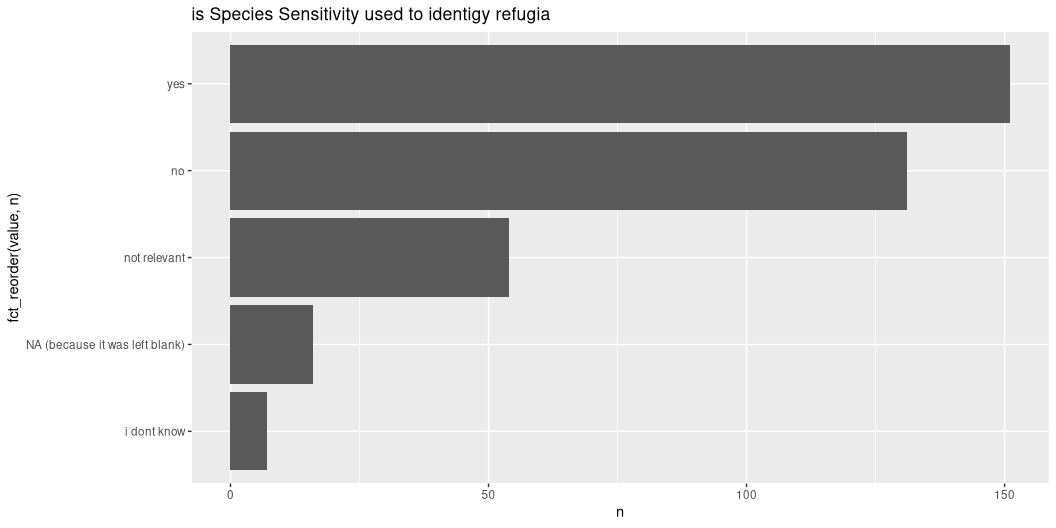 is Species Sensitivity used to identigy refugia
fct_reorder(value, n)
yes
no
not relevant
NA (because it was left blank)
i dont know
0 50 100 150
n